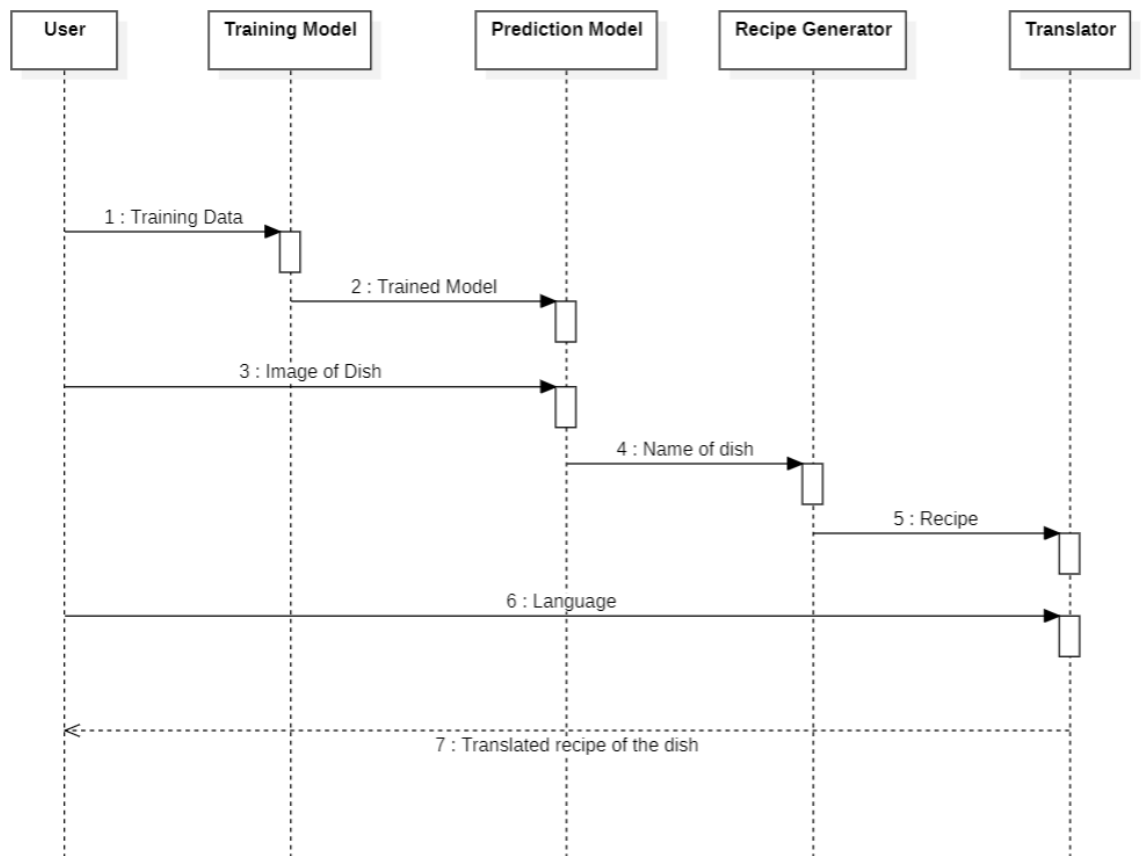 User
Training Model
Prediction Model
Recipe Generator
Translator
1 : Training Data
2 : Trained Model
3 : Image of Dish
4 : Name of dish
5 : Recipe
6 : Language
7 : Translated recipe of the dish